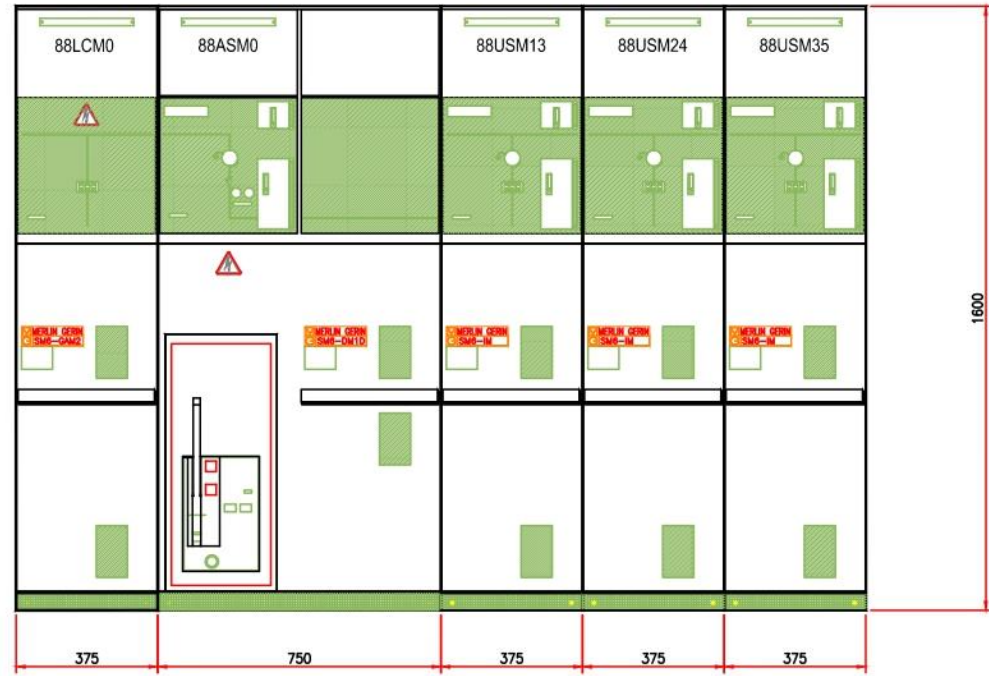 88LCM0
88ASM0
88USM13
88USM24
88USM35
MERLIN GERIN
SM6-GAM2
MERLIN GERIN
SM6-DM1D
MERLIN GERIN
SM6-IM
MERLIN GERIN
SM6-IM
MERLIN GERIN
SM6-IM
1600
375
750
375
375
375